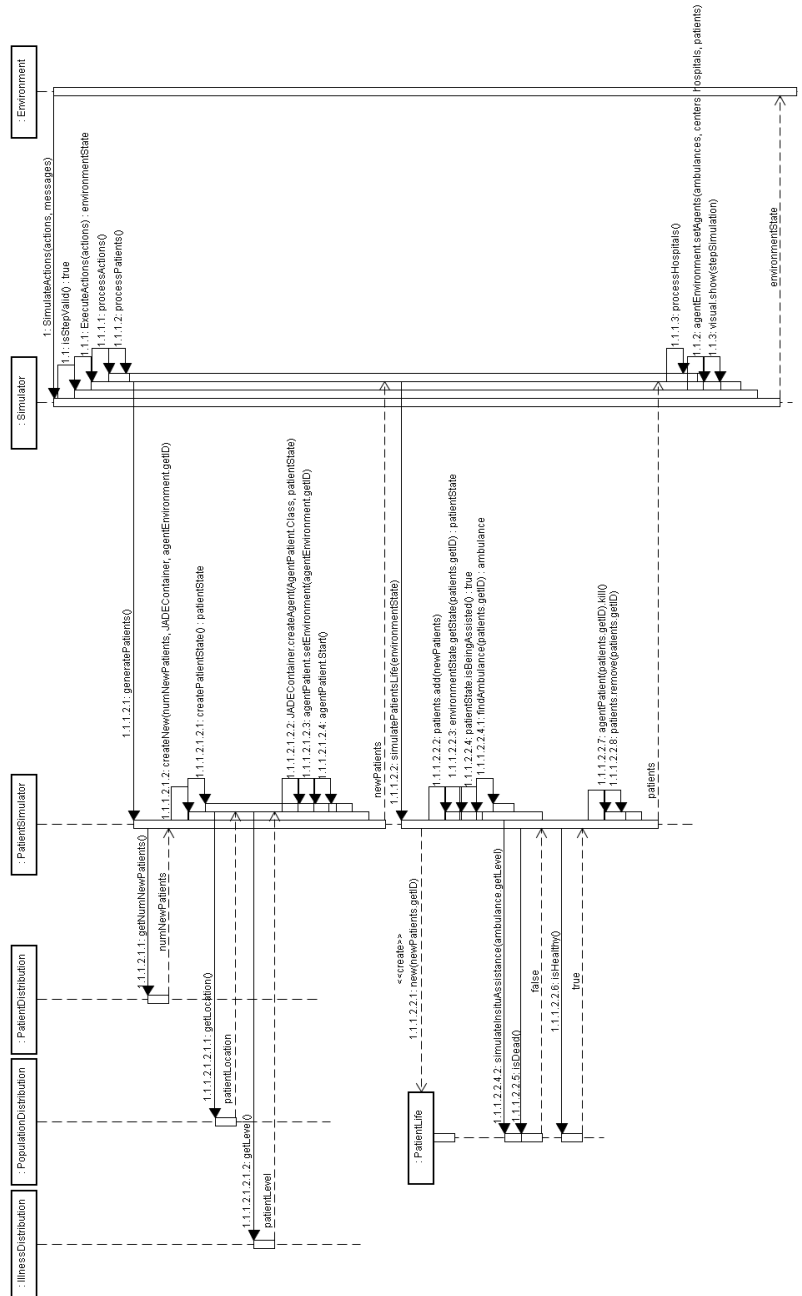 : Environment
: Simulator
: PatientSimulator
: PatientDistribution
: PopulationDistribution
: IllnessDistribution
1: SimulateActions(actions, messages)
1.1: isStepValid() : true
1.1.1: ExecuteActions(actions) : environmentState
1.1.1.1: processActions()
1.1.1.2: processPatients()
1.1.1.2.1: generatePatients()
1.1.1.2.1.1: getNumNewPatients()
numNewPatients
1.1.1.2.1.2: createNew(numNewPatients, JADEContainer, agentEnvironment.getID)
1.1.1.2.1.2.1: createPatientState() : patientState
1.1.1.2.1.2.1.1: getLocation()
patientLocation
1.1.1.2.1.2.1.2: getLevel()
patientLevel
1.1.1.2.1.2.2: JADEContainer.createAgent(AgentPatient.Class, patientState)
1.1.1.2.1.2.3: agentPatient.setEnvironment(agentEnvironment.getID)
1.1.1.2.1.2.4: agentPatient.Start()
newPatients
1.1.1.2.2: simulatePatientsLife(environmentState)
<<create>>
1.1.1.2.2.1: new(newPatients.getID)
: PatientLife
1.1.1.2.2.2: patients.add(newPatients)
1.1.1.2.2.3: environmentState.getState(patients.getID) : patientState
1.1.1.2.2.4: patientState.isBeingAssisted() : true
1.1.1.2.2.4.1: findAmbulance(patients.getID) : ambulance
1.1.1.2.2.4.2: simulateInsituAssistance(ambulance.getLevel)
1.1.1.2.2.5: isDead()
false
1.1.1.2.2.6: isHealthy()
true
1.1.1.2.2.7: agentPatient(patients.getID).kill()
1.1.1.2.2.8: patients.remove(patients.getID)
patients
1.1.1.3: processHospitals()
1.1.2: agentEnvironment.setAgents(ambulances, centers, hospitals, patients)
1.1.3: visual.show(stepSimulation)
environmentState